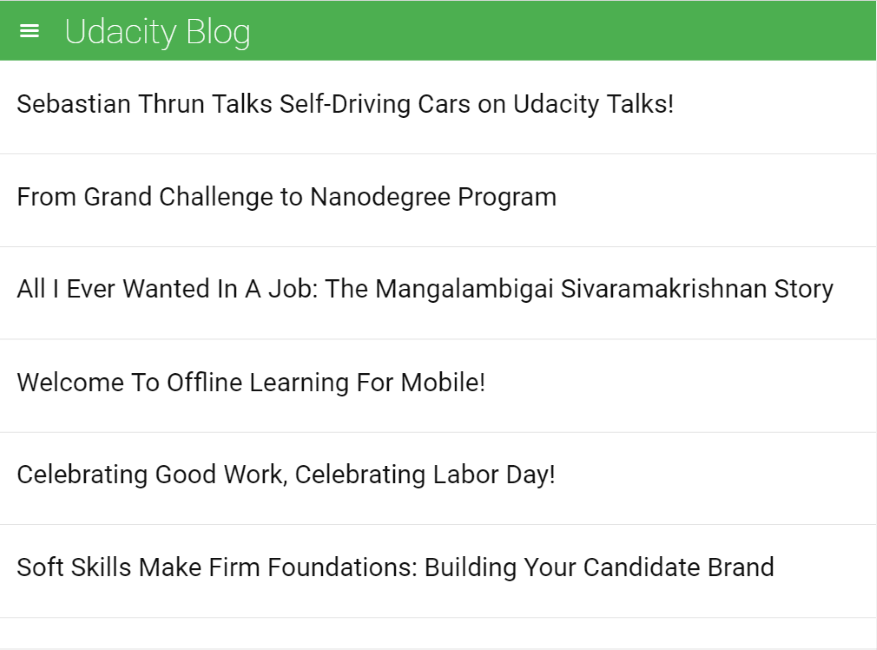 Udacity Blog
Sebastian Thrun Talks Self-Driving Cars on Udacity Talks!
From Grand Challenge to Nanodegree Program
All I Ever Wanted In A Job: The Mangalambigai Sivaramakrishnan Story
Welcome To Offline Learning For Mobile!
Celebrating Good Work, Celebrating Labor Day!
Soft Skills Make Firm Foundations: Building Your Candidate Brand